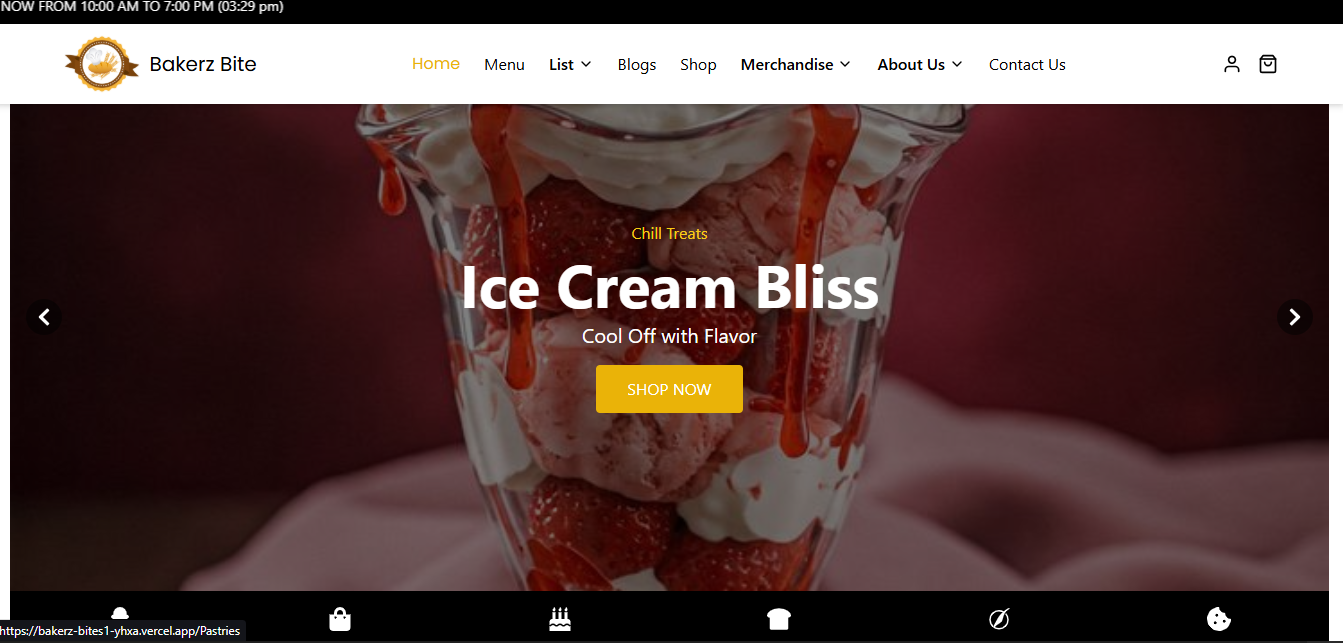 NOW FROM 10:00 AM TO 7:00 PM (03:29 pm)
Bakerz Bite Home Menu List Blogs Shop Merchandise About Us Contact Us
Chill Treats
Ice Cream Bliss
Cool Off with Flavor
SHOP NOW
https://bakerz-bites1-yhxa.vercel.app/Pastries